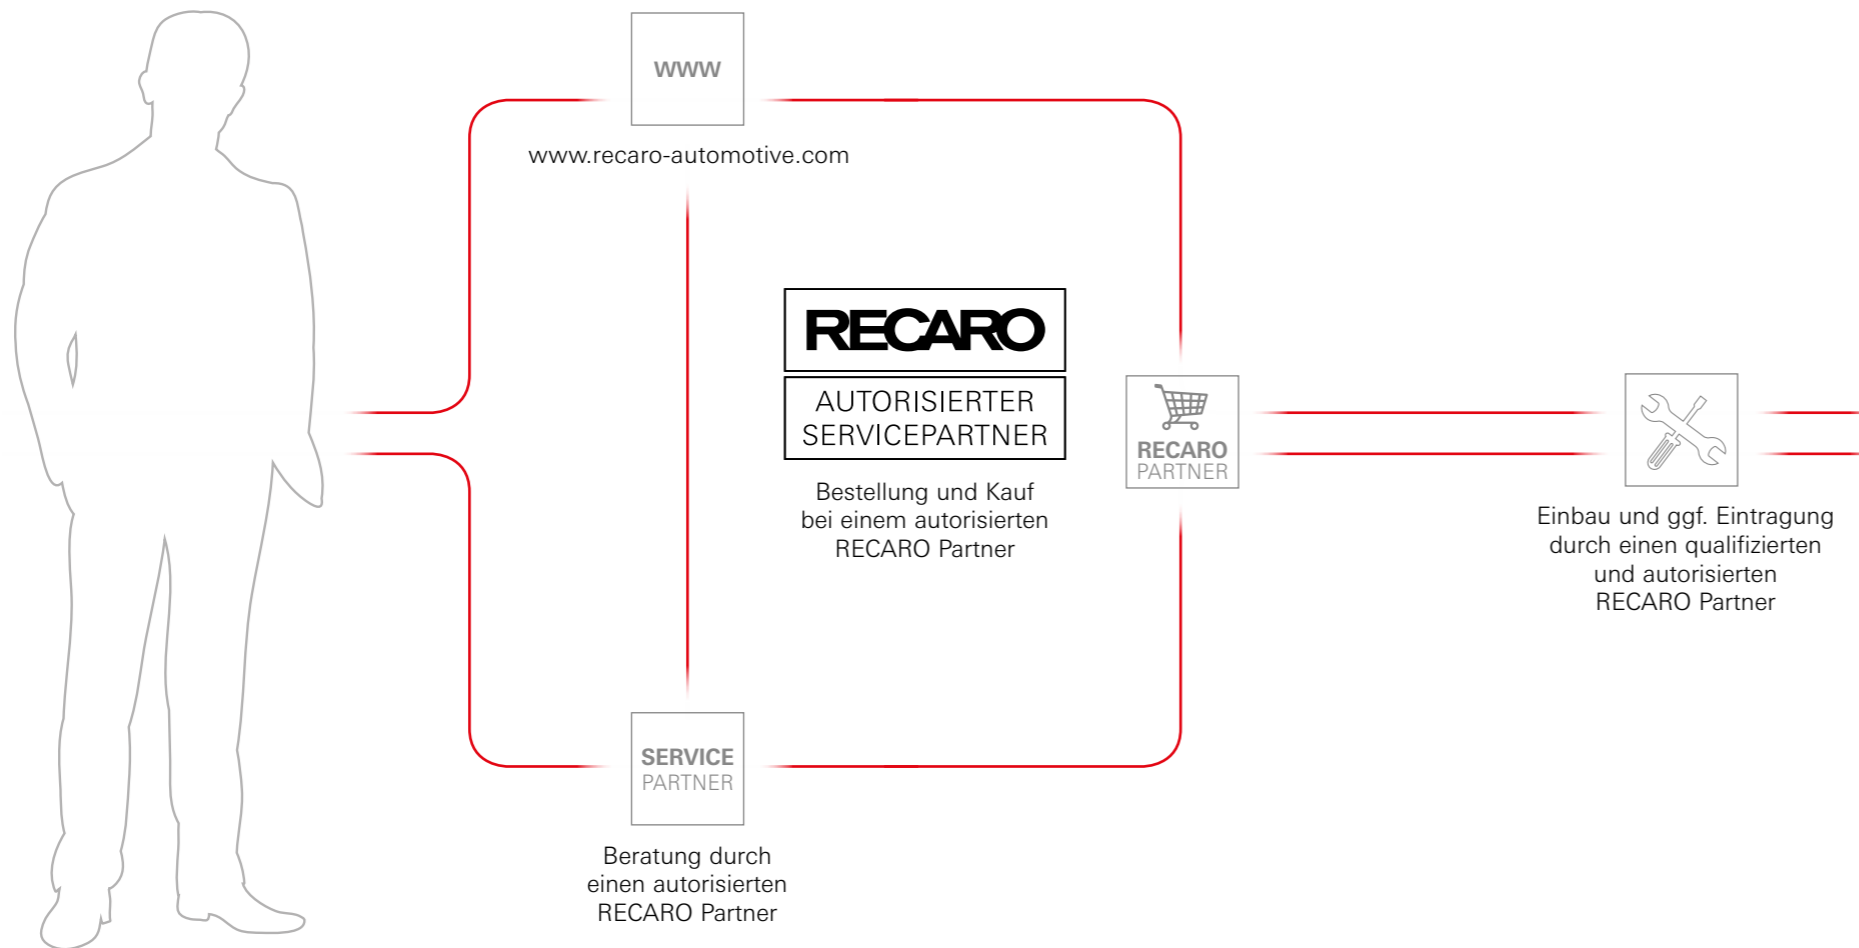 www
www.recaro-automotive.com
RECARO
AUTORISIERTER
SERVICEPARTNER
Bestellung und Kauf
bei einem autorisierten
RECARO Partner
RECARO
PARTNER
Einbau und ggf. Eintragung
durch einen qualifizierten
und autorisierten
RECARO Partner
SERVICE
PARTNER
Beratung durch
einen autorisierten
RECARO Partner